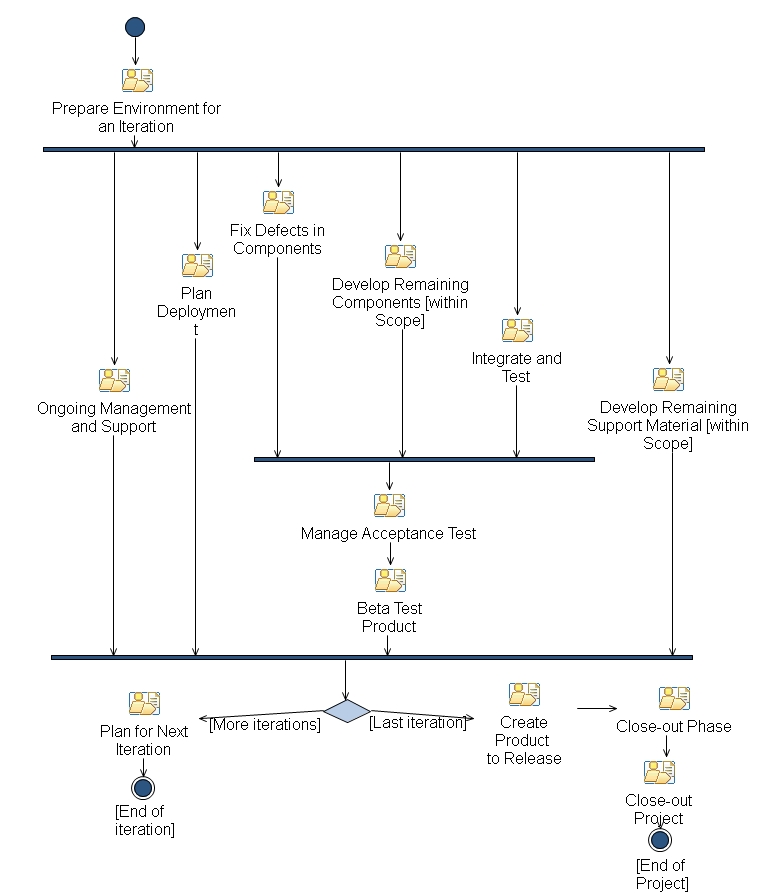 Prepare Environment for
an Iteration
Fix Defects in
Components
Plan
Deploymen
t
Develop Remaining
Components [within
Scope]
Integrate and
Test
Ongoing Management
and Support
Develop Remaining
Support Material [within
Scope]
Manage Acceptance Test
Beta Test
Product
[More iterations]
[Last iteration]
Plan for Next
Iteration
Create
Product
to Release
Close-out Phase
Close-out
Project
[End of
iteration]
[End of
Project]